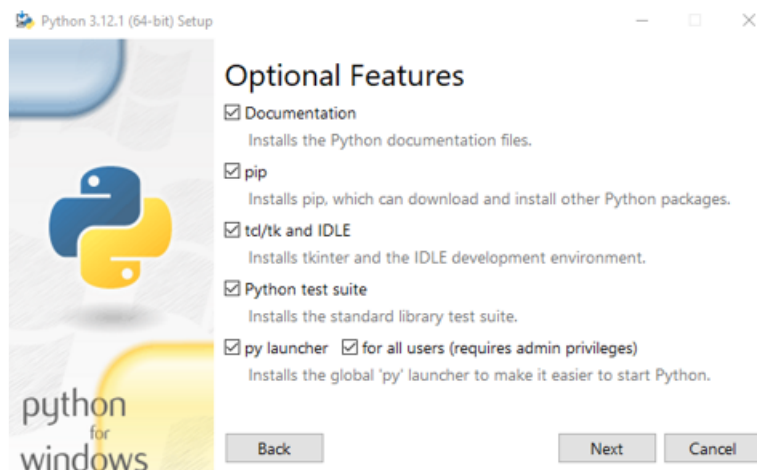 Python 3.12.1 (64-bit) Setup
Optional Features
Documentation
Installs the Python documentation files.
pip
Installs pip, which can download and install other Python packages.
tcl/tk and IDLE
Installs tkinter and the IDLE development environment.
Python test suite
Installs the standard library test suite.
py launcher for all users (requires admin privileges)
Installs the global 'py' launcher to make it easier to start Python.
python
for
windows
Back Next Cancel